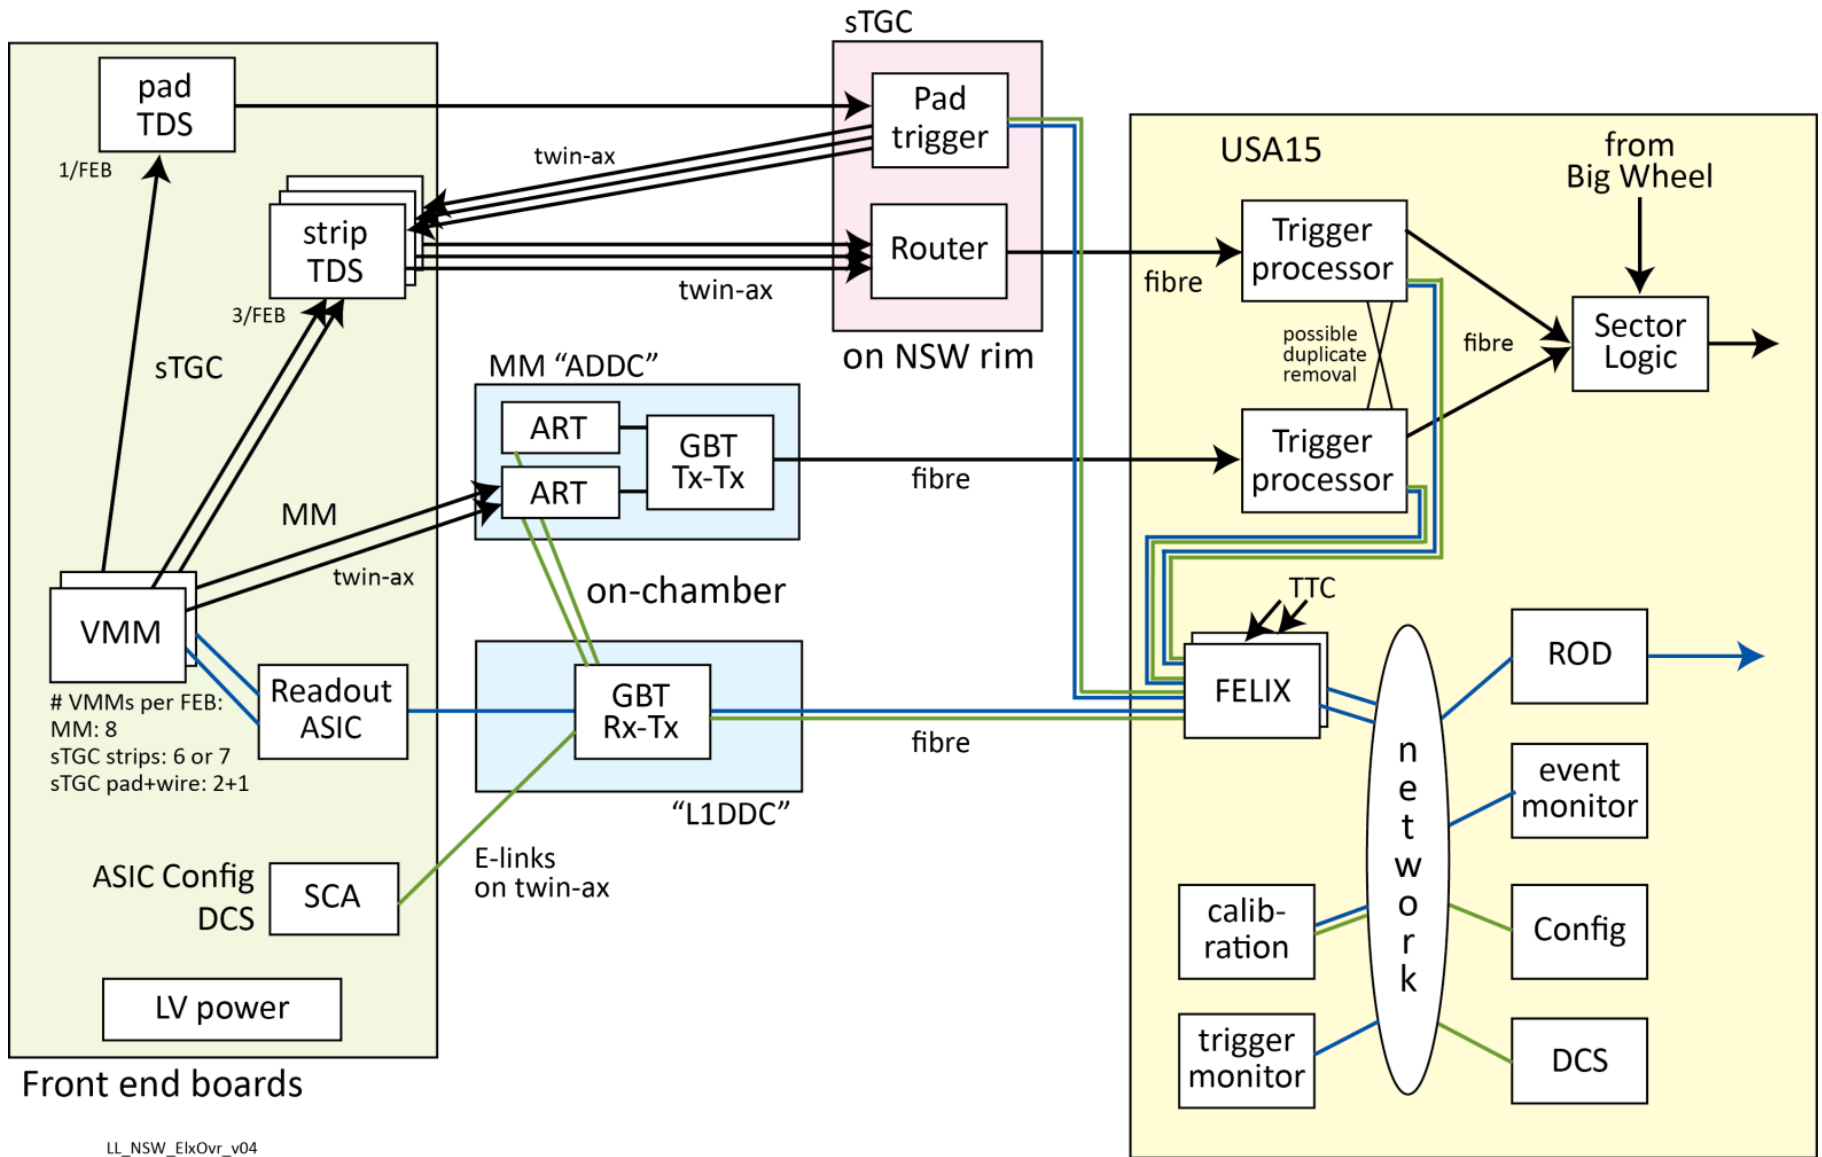 sTGC
pad
TDS
1/FEB
Pad
trigger
twin-ax
strip
TDS
3/FEB
Router
twin-ax
on NSW rim
sTGC
MM “ADDC”
ART
ART
GBT
Tx-Tx
fibre
MM
twin-ax
on-chamber
VMM
# VMMs per FEB:
MM: 8
sTGC strips: 6 or 7
sTGC pad+wire: 2+1
Readout
ASIC
GBT
Rx-Tx
fibre
“L1DDC”
E-links
on twin-ax
ASIC Config
DCS
SCA
LV power
Front end boards
LL_NSW_ElxOvr_v04
USA15
from
Big Wheel
fibre
Trigger
processor
possible
duplicate
removal
fibre
Sector
Logic
Trigger
processor
TTC
FELIX
network
ROD
event
monitor
calib-
ration
Config
trigger
monitor
DCS